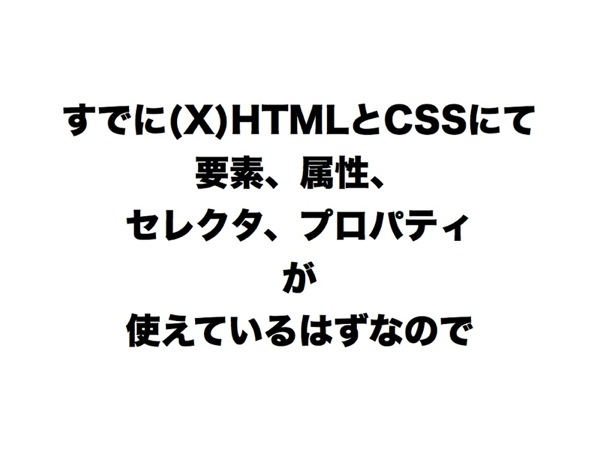 すでに(X)HTMLとCSSにて
要素、属性、
セレクタ、プロパティ
が
使えているはずなので